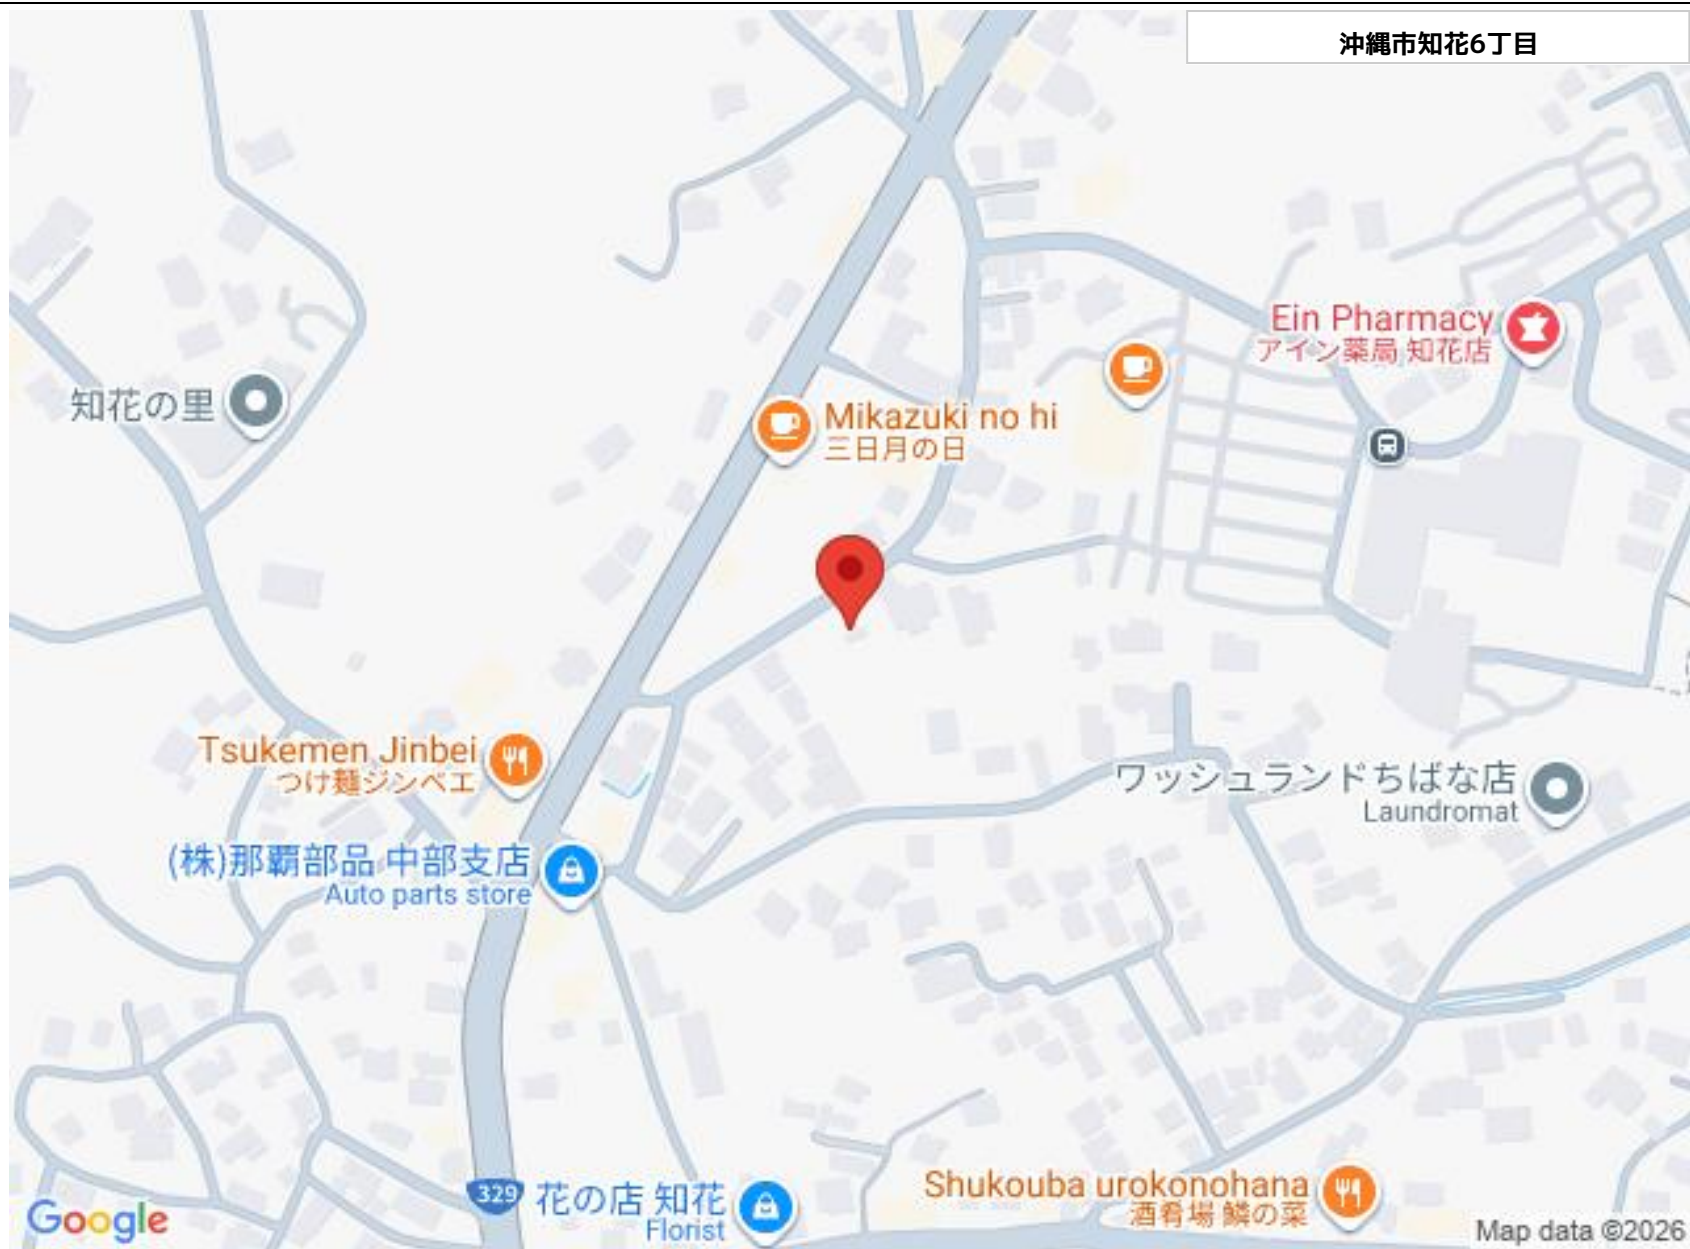 沖縄市知花6丁目
Ein Pharmacy
アイン薬局 知花店
知花の里
Mikazuki no hi
三日月の日
Tsukemen Jinbei
つけ麺ジンベエ
ワッシュランドちばな店
Laundromat
(株)那覇部品 中部支店
Auto parts store
329
花の店 知花
Florist
Shukouba urokonohana
酒肴場 鱗の菜
Google
Map data ©2026